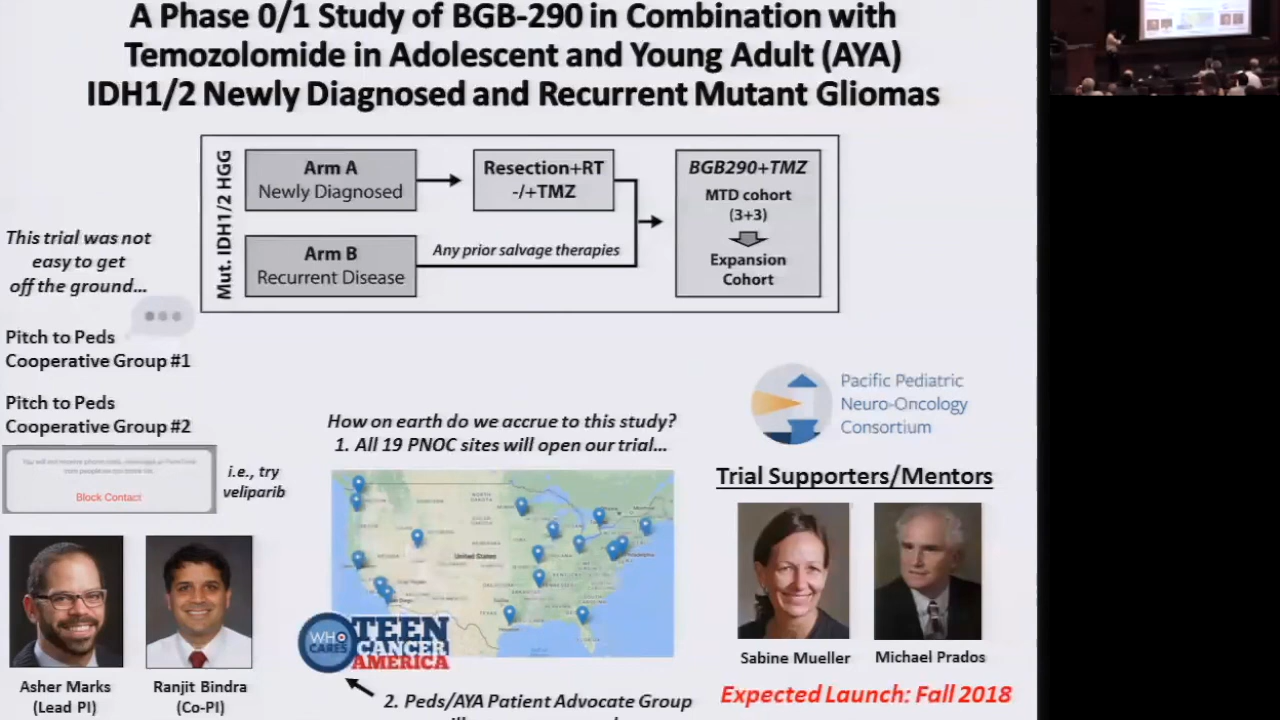 A Phase 0/1 Study of BGB-290 in Combination with
Temozolomide in Adolescent and Young Adult (AYA)
IDH1/2 Newly Diagnosed and Recurrent Mutant Gliomas
Mut. IDH1/2 HGG
Arm A
Newly Diagnosed
Resection+RT
-/+TMZ
BGB290+TMZ
MTD cohort
(3+3)
Expansion
Cohort
Arm B
Recurrent Disease
Any prior salvage therapies
This trial was not
easy to get
off the ground...
Pitch to Peds
Cooperative Group #1
Pitch to Peds
Cooperative Group #2
Block Contact
i.e., try
veliparib
Asher Marks
(Lead PI)
Ranjit Bindra
(Co-PI)
How on earth do we accrue to this study?
1. All 19 PNOC sites will open our trial...
United States
WHO
CARES
TEEN
CANCER
AMERICA
2. Peds/AYA Patient Advocate Group
Pacific Pediatric
Neuro-Oncology
Consortium
Trial Supporters/Mentors
Sabine Mueller
Michael Prados
Expected Launch: Fall 2018